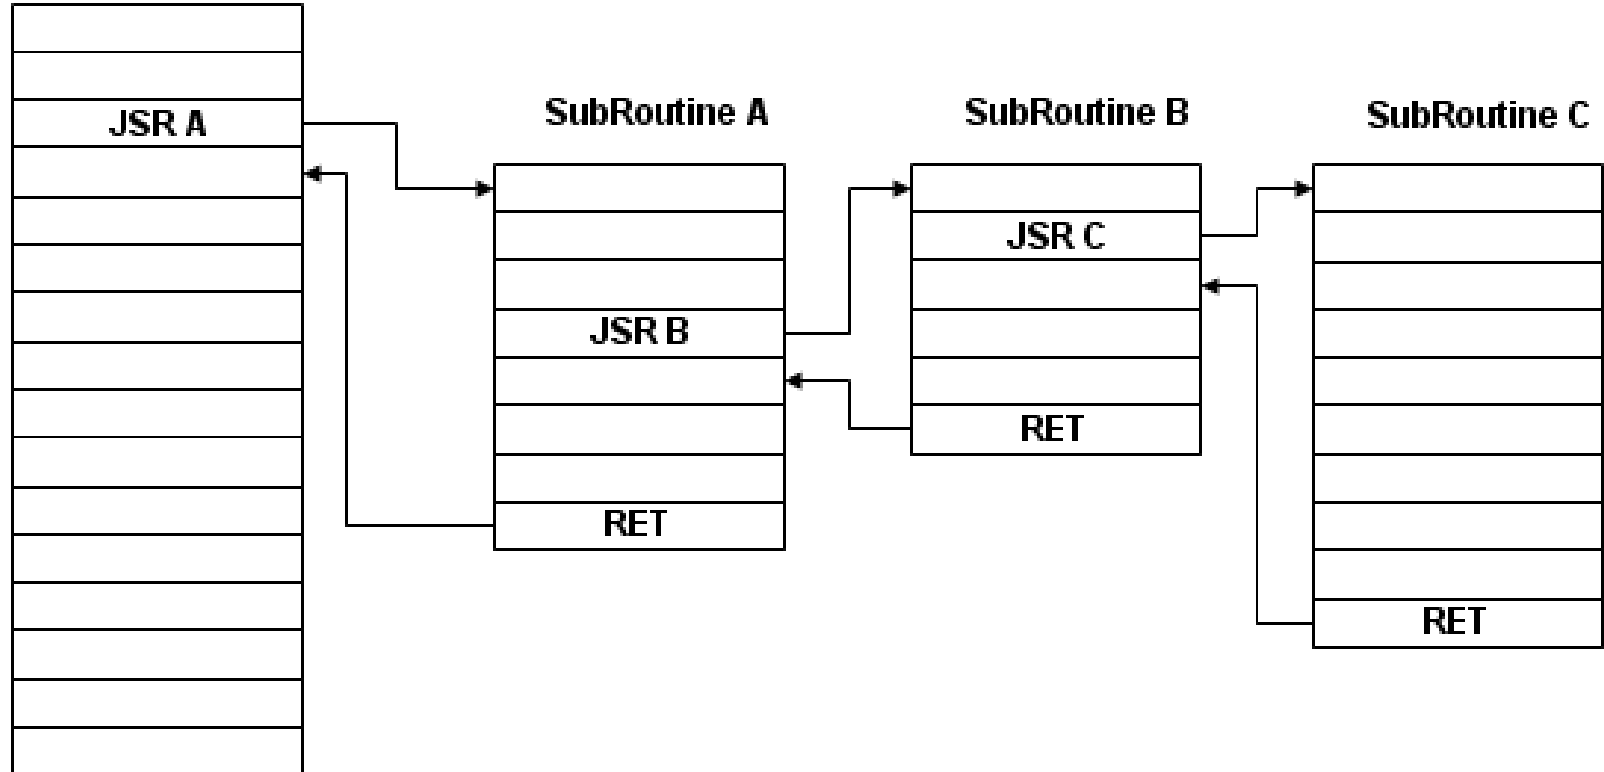 JSR A
SubRoutine A
SubRoutine B
SubRoutine C
JSR C
JSR B
RET
RET
RET